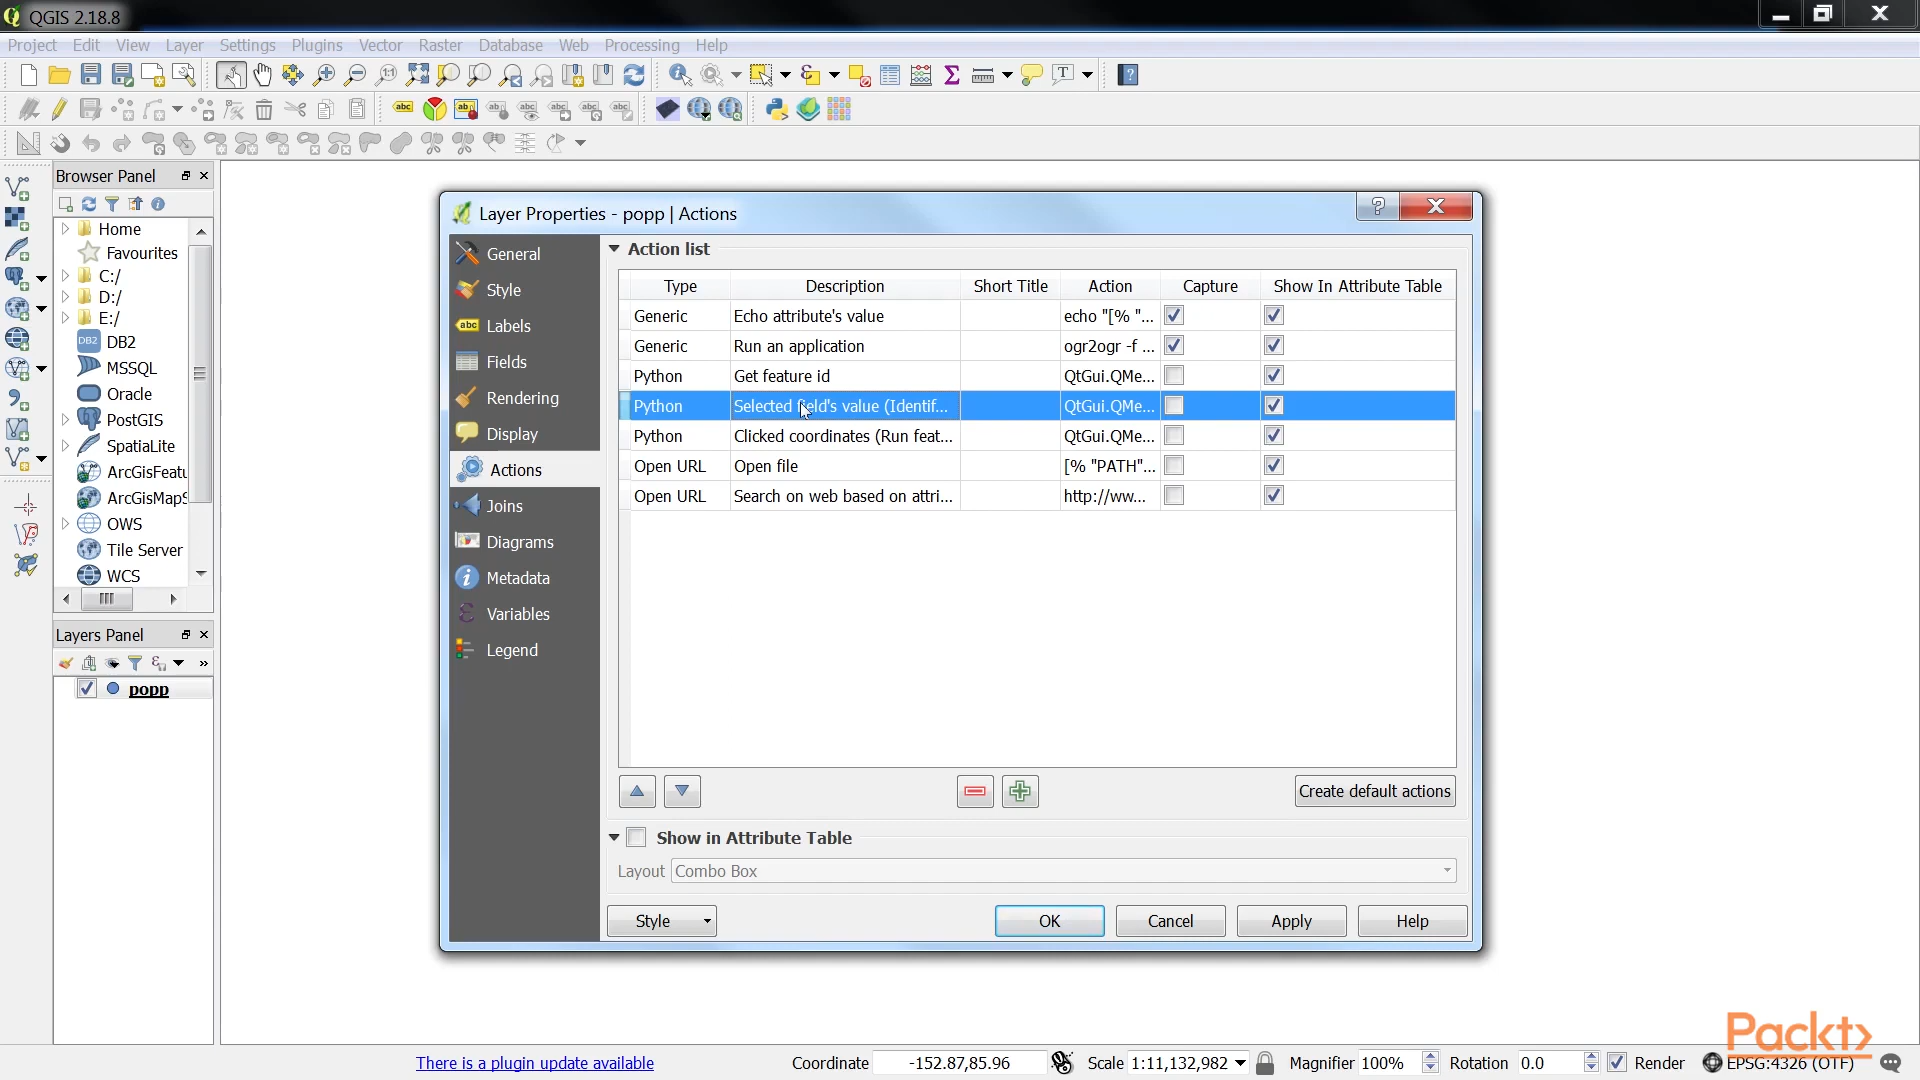 QGIS 2.18.8
Project Edit View Layer Settings Plugins Vector Raster Database Web Processing Help
Browser Panel
Home
Favourites
C:/
D:/
E:/
DB2
MSSQL
Oracle
PostGIS
SpatiaLite
ArcGisFeatu
ArcGisMapS
OWS
Tile Server
WCS
Layers Panel
popp
Layer Properties - popp | Actions
General
Style
Labels
Fields
Rendering
Display
Actions
Joins
Diagrams
Metadata
Variables
Legend
Action list
Type Description Short Title Action Capture Show In Attribute Table
Generic Echo attribute's value echo "[% "...
Generic Run an application ogr2ogr -f ...
Python Get feature id QtGui.QMe...
Python Selected field's value (Identif... QtGui.QMe...
Python Clicked coordinates (Run feat... QtGui.QMe...
Open URL Open file [% "PATH"...
Open URL Search on web based on attri... http://ww...
Create default actions
Show in Attribute Table
Layout Combo Box
Style OK Cancel Apply Help
Packt>
There is a plugin update available Coordinate -152.87,85.96 Scale 1:11,132,982 Magnifier 100% Rotation 0.0 Render EPSG:4326 (OTF)